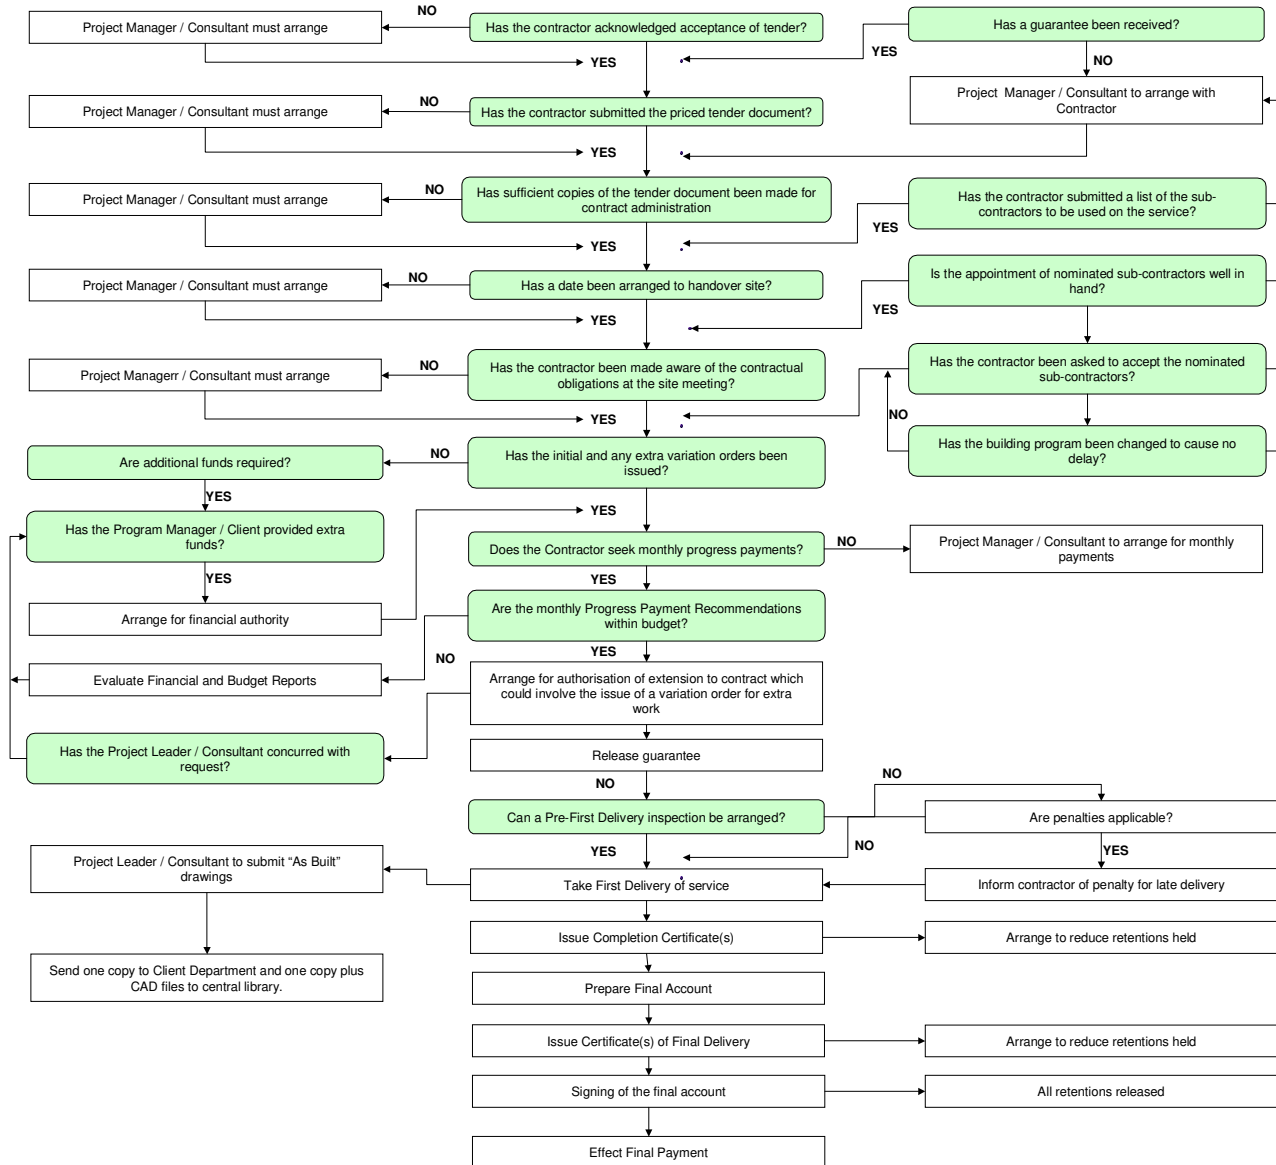 NO
Project Manager / Consultant must arrange
Has the contractor acknowledged acceptance of tender?
Has a guarantee been received?
YES
YES
NO
Project Manager / Consultant to arrange with
Contractor
NO
Project Manager / Consultant must arrange
Has the contractor submitted the priced tender document?
YES
NO
Project Manager / Consultant must arrange
Has sufficient copies of the tender document been made for
contract administration
Has the contractor submitted a list of the sub-
contractors to be used on the service?
YES
YES
NO
Project Manager / Consultant must arrange
Has a date been arranged to handover site?
Is the appointment of nominated sub-contractors well in
hand?
YES
YES
NO
Project Managerr / Consultant must arrange
Has the contractor been made aware of the contractual
obligations at the site meeting?
Has the contractor been asked to accept the nominated
sub-contractors?
YES
NO
Has the building program been changed to cause no
delay?
Are additional funds required?
NO
Has the initial and any extra variation orders been
issued?
YES
YES
Has the Program Manager / Client provided extra
funds?
Does the Contractor seek monthly progress payments?
NO
Project Manager / Consultant to arrange for monthly
payments
YES
YES
Arrange for financial authority
Are the monthly Progress Payment Recommendations
within budget?
YES
NO
Evaluate Financial and Budget Reports
Arrange for authorisation of extension to contract which
could involve the issue of a variation order for extra
work
Has the Project Leader / Consultant concurred with
request?
Release guarantee
NO
NO
Can a Pre-First Delivery inspection be arranged?
Are penalties applicable?
YES
NO
YES
Project Leader / Consultant to submit “As Built”
drawings
Take First Delivery of service
Inform contractor of penalty for late delivery
Issue Completion Certificate(s)
Arrange to reduce retentions held
Send one copy to Client Department and one copy plus
CAD files to central library.
Prepare Final Account
Issue Certificate(s) of Final Delivery
Arrange to reduce retentions held
Signing of the final account
All retentions released
Effect Final Payment